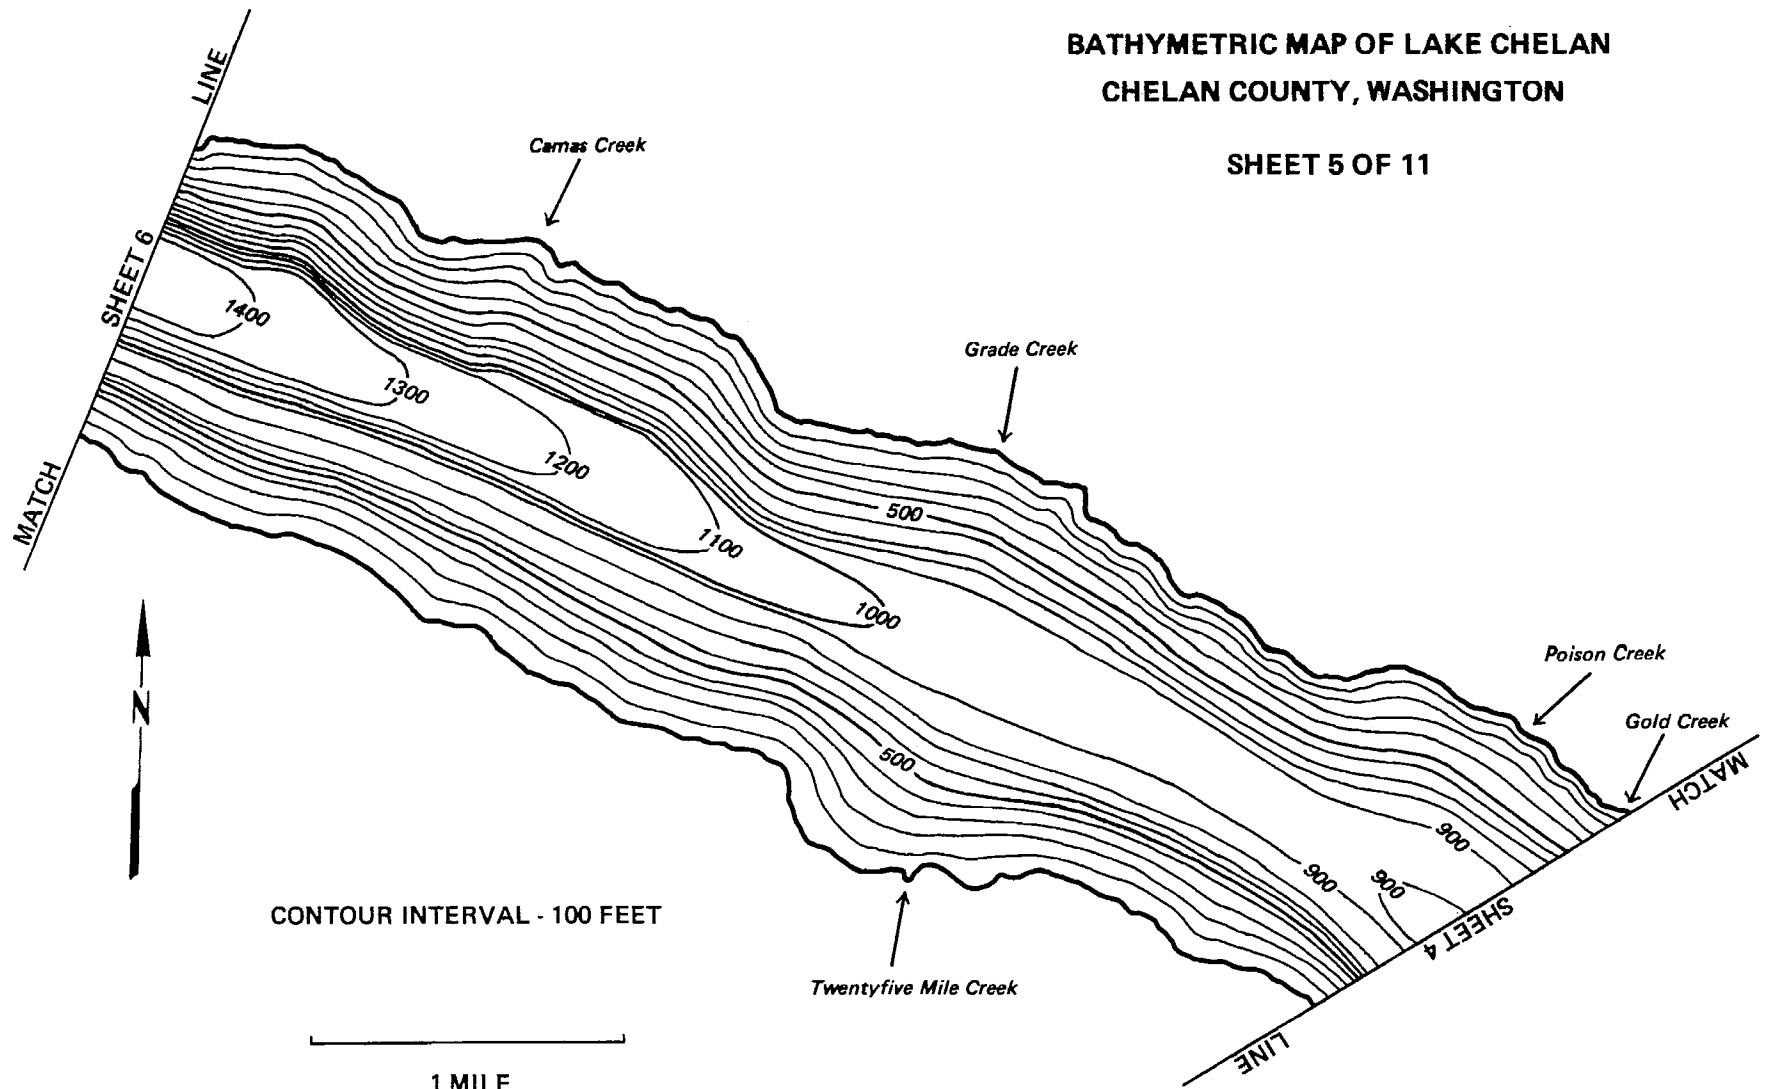 BATHYMETRIC MAP OF LAKE CHELAN
CHELAN COUNTY, WASHINGTON
SHEET 5 OF 11
LINE
SHEET 6
MATCH
Camas Creek
Grade Creek
1400
1300
1200
1100
1000
500
500
Poison Creek
Gold Creek
MATCH
SHEET 4
LINE
900
900
900
N
CONTOUR INTERVAL - 100 FEET
Twentyfive Mile Creek
1 MILE